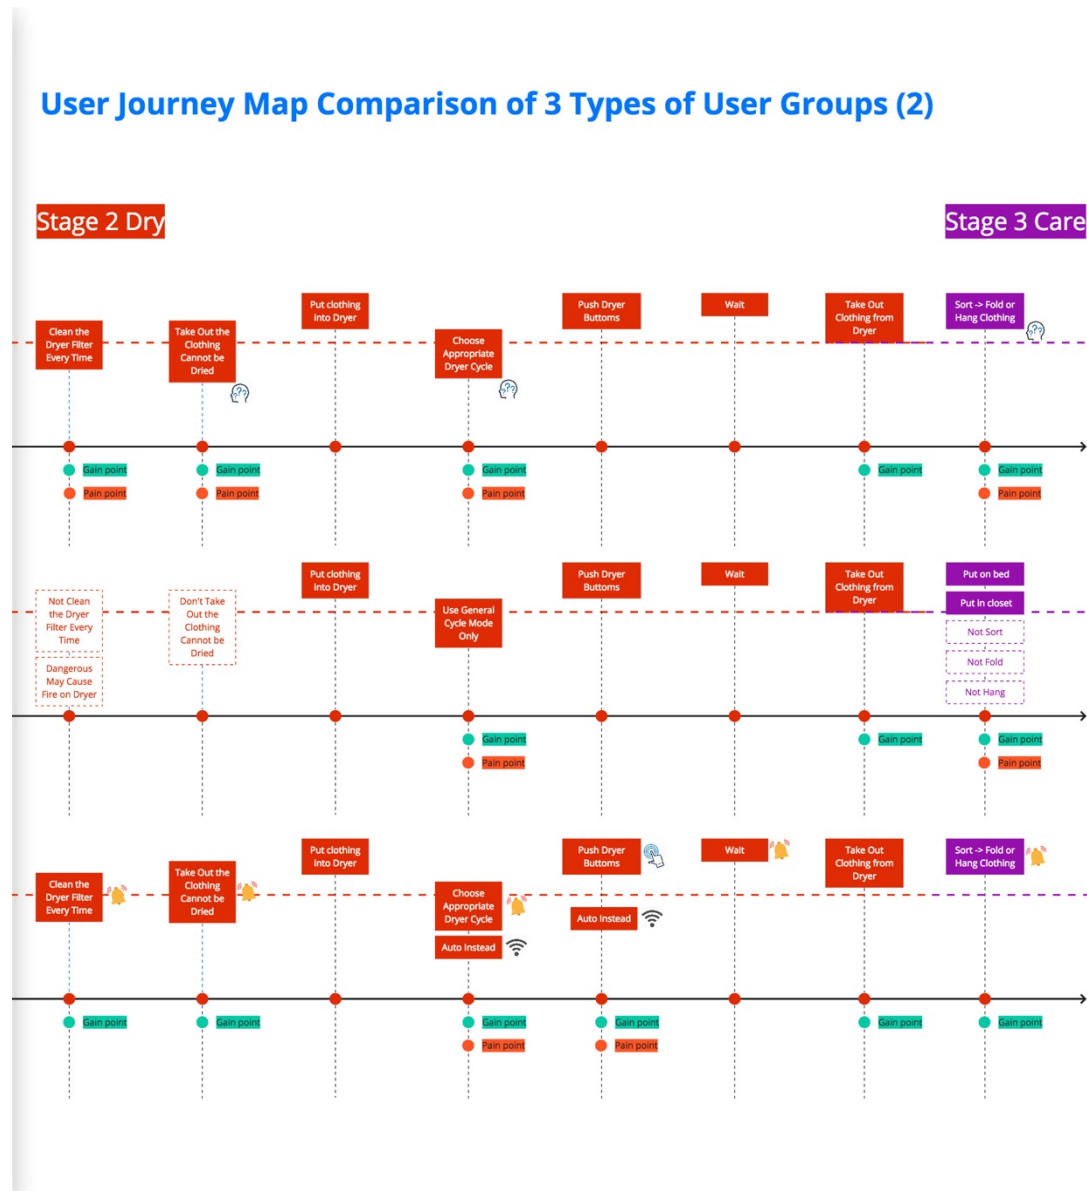 User Journey Map Comparison of 3 Types of User Groups (2)
Stage 2 Dry
Stage 3 Care
Clean the
Dryer Filter
Every Time
Take Out the
Clothing
Cannot be
Dried
???
Put clothing
into Dryer
Choose
Appropriate
Dryer Cycle
???
Push Dryer
Buttoms
Wait
Take Out
Clothing from
Dryer
Sort -> Fold or
Hang Clothing
???
Gain point
Pain point
Gain point
Pain point
Gain point
Pain point
Gain point
Gain point
Pain point
Not Clean
the Dryer
Filter Every
Time
Dangerous
May Cause
Fire on Dryer
Don't Take
Out the
Clothing
Cannot be
Dried
Put clothing
into Dryer
Use General
Cycle Mode
Only
Push Dryer
Buttoms
Wait
Take Out
Clothing from
Dryer
Put on bed
Put in closet
Not Sort
Not Fold
Not Hang
Gain point
Pain point
Gain point
Gain point
Pain point
Clean the
Dryer Filter
Every Time
Take Out the
Clothing
Cannot be
Dried
Put clothing
into Dryer
Choose
Appropriate
Dryer Cycle
Auto Instead
Push Dryer
Buttoms
Auto Instead
Wait
Take Out
Clothing from
Dryer
Sort -> Fold or
Hang Clothing
Gain point
Gain point
Gain point
Pain point
Gain point
Pain point
Gain point
Gain point